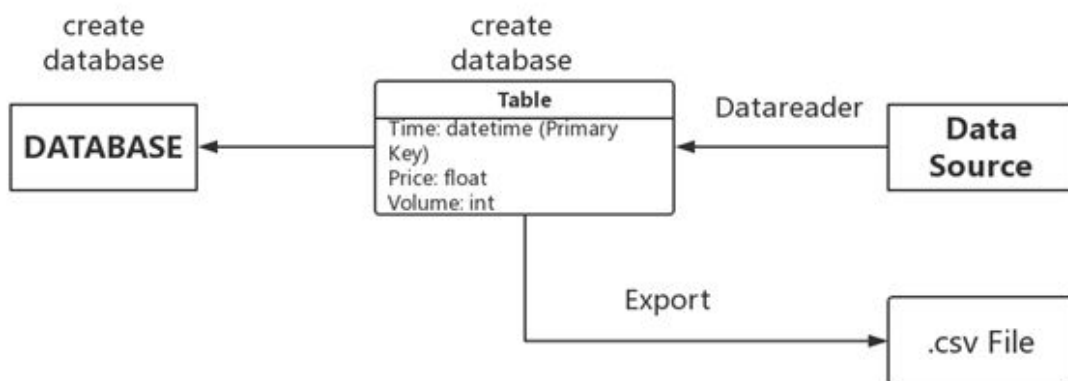 create
database
create
database
DATABASE
Table
Time: datetime (Primary
Key)
Price: float
Volume: int
Datareader
Data
Source
Export
.csv File